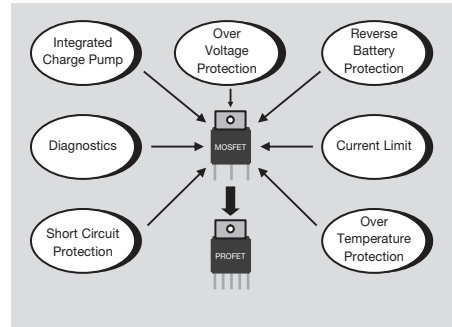 Integrated
Charge Pump
Over
Voltage
Protection
Reverse
Battery
Protection
Diagnostics
MOSFET
Current Limit
Short Circuit
Protection
PROFET
Over
Temperature
Protection